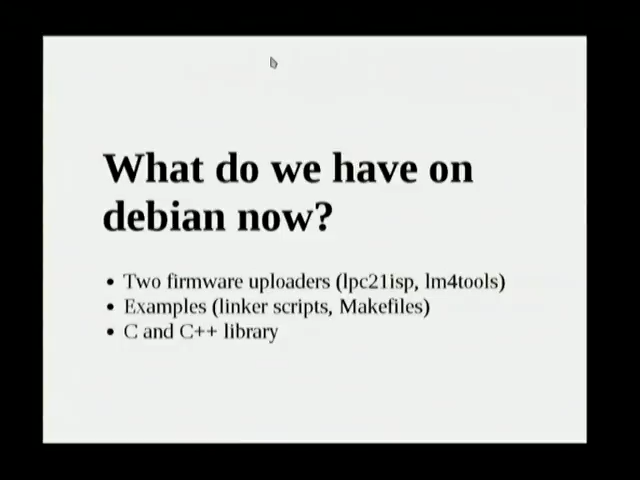 What do we have on
debian now?
• Two firmware uploaders (lpc21isp, lm4tools)
• Examples (linker scripts, Makefiles)
• C and C++ library